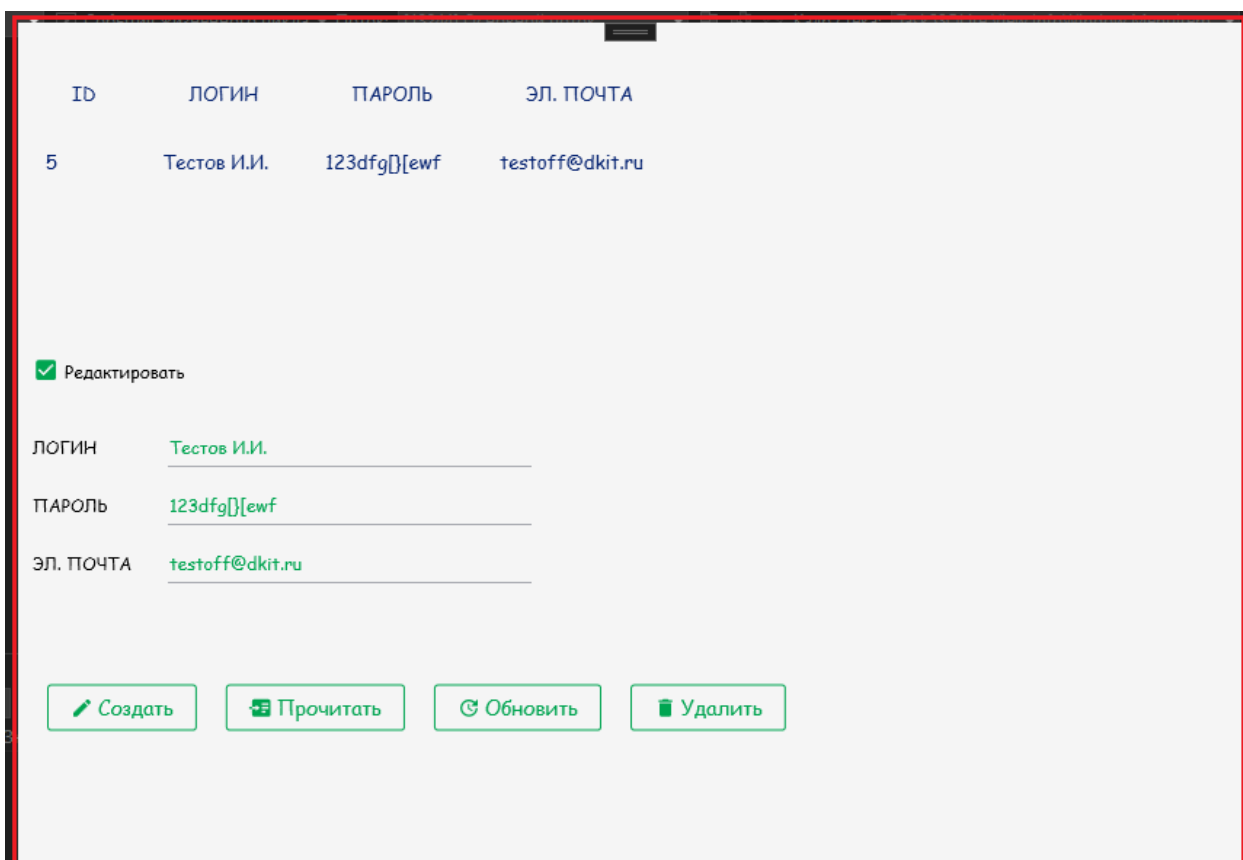 ID ЛОГИН ПАРОЛЬ ЭЛ. ПОЧТА
5 Тестов И.И. 123dfg[}[ewf testoff@dkit.ru
Редактировать
ЛОГИН Тестов И.И.
ПАРОЛЬ 123dfg[}[ewf
ЭЛ. ПОЧТА testoff@dkit.ru
Создать Прочитать Обновить Удалить